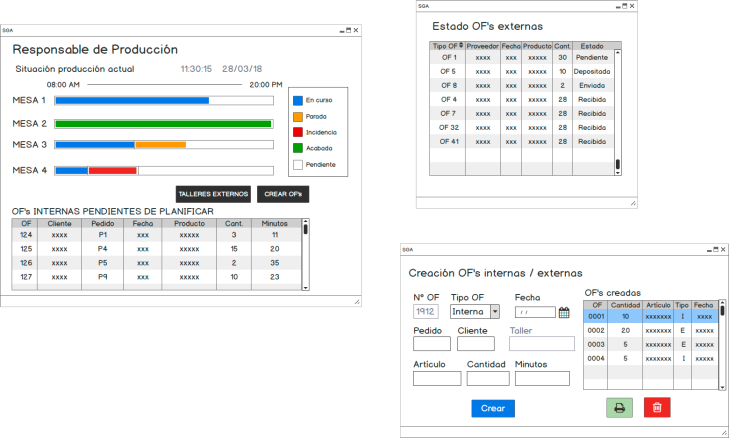 SGA
Responsable de Producción
Situación producción actual 11:30:15 28/03/18
08:00 AM 20:00 PM
MESA 1
MESA 2
MESA 3
MESA 4
En curso
Parado
Incidencia
Acabada
Pendiente
TALLERES EXTERNOS CREAR OF's
OF's INTERNAS PENDIENTES DE PLANIFICAR
OF Cliente Pedido Fecha Producto Cant. Minutos
124 xxxx P1 xxx xxxxx 3 11
125 xxxx P4 xxx xxxxx 15 20
126 xxxx P5 xxx xxxxx 2 35
127 xxxx P9 xxx xxxxx 10 23
SGA
Estado OF's externas
Tipo OF Proveedor Fecha Producto Cant. Estado
OF 1 xxxx xxx xxxxx 30 Pendiente
OF 5 xxxx xxx xxxxx 10 Depositada
OF 8 xxxx xxx xxxxx 2 Enviada
OF 4 xxxx xxx xxxxx 28 Recibida
OF 7 xxxx xxx xxxxx 28 Recibida
OF 32 xxxx xxx xxxxx 28 Recibida
OF 41 xxxx xxx xxxxx 28 Recibida
SGA
Creación OF's internas / externas
Nº OF Tipo OF Fecha
1912 Interna / /
Pedido Cliente Taller
Artículo Cantidad Minutos
Crear
OF's creadas
OF Cantidad Artículo Tipo Fecha
0001 10 xxxxxxx I xxxx
0002 20 xxxxxxx E xxxxx
0003 5 xxxxxxx E xxxxx
0004 5 xxxxxxx I xxxxx